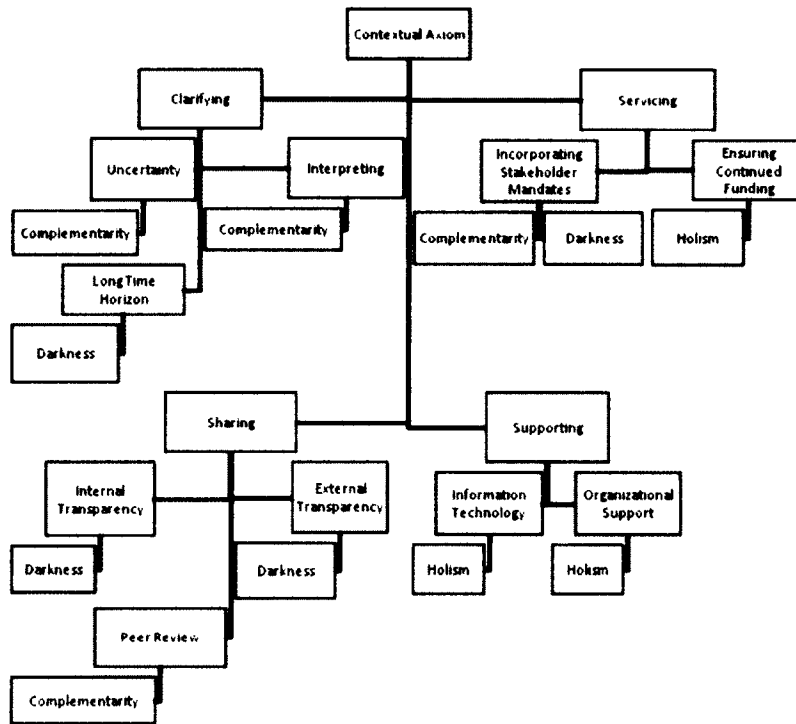 Contextual Axiom
Clarifying
Servicing
Uncertainty
Interpreting
Incorporating
Stakeholder
Mandates
Ensuring
Continued
Funding
Complementarity
Complementarity
Complementarity
Darkness
Holism
Long Time
Horizon
Darkness
Sharing
Supporting
Internal
Transparency
External
Transparency
Information
Technology
Organizational
Support
Darkness
Darkness
Holism
Holism
Peer Review
Complementarity